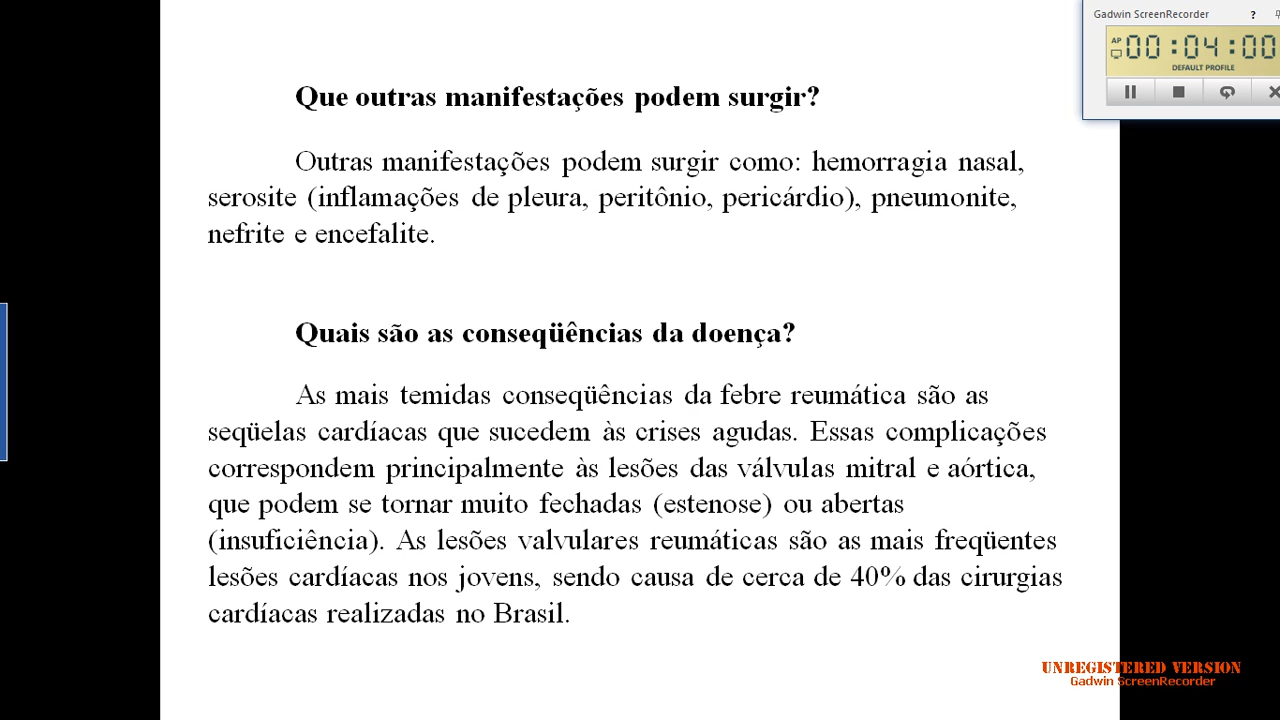 Gadwin ScreenRecorder ?
AP 00:04:00
DEFAULT PROFILE
Que outras manifestações podem surgir?
Outras manifestações podem surgir como: hemorragia nasal,
serosite (inflamações de pleura, peritônio, pericárdio), pneumonite,
nefrite e encefalite.
Quais são as conseqüências da doença?
As mais temidas conseqüências da febre reumática são as
seqüelas cardíacas que sucedem às crises agudas. Essas complicações
correspondem principalmente às lesões das válvulas mitral e aórtica,
que podem se tornar muito fechadas (estenose) ou abertas
(insuficiência). As lesões valvulares reumáticas são as mais freqüentes
lesões cardíacas nos jovens, sendo causa de cerca de 40% das cirurgias
cardíacas realizadas no Brasil.
UNREGISTERED VERSION
Gadwin ScreenRecorder